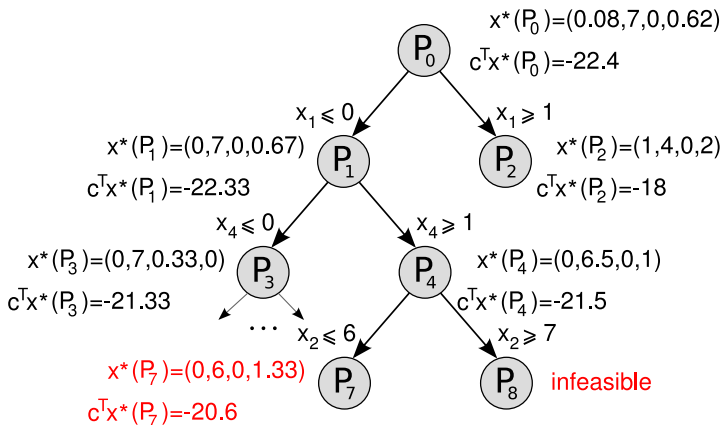 x*(P₀)=(0.08,7,0,0.62)
P₀
cᵀx*(P₀)=-22.4
x₁ ⩽ 0
x₁ ⩾ 1
x*(P₁)=(0,7,0,0.67)
P₁
P₂
x*(P₂)=(1,4,0,2)
cᵀx*(P₁)=-22.33
cᵀx*(P₂)=-18
x₄ ⩽ 0
x₄ ⩾ 1
x*(P₃)=(0,7,0.33,0)
P₃
P₄
x*(P₄)=(0,6.5,0,1)
cᵀx*(P₃)=-21.33
cᵀx*(P₄)=-21.5
...
x₂ ⩽ 6
x₂ ⩾ 7
x*(P₇)=(0,6,0,1.33)
P₇
P₈
infeasible
cᵀx*(P₇)=-20.6